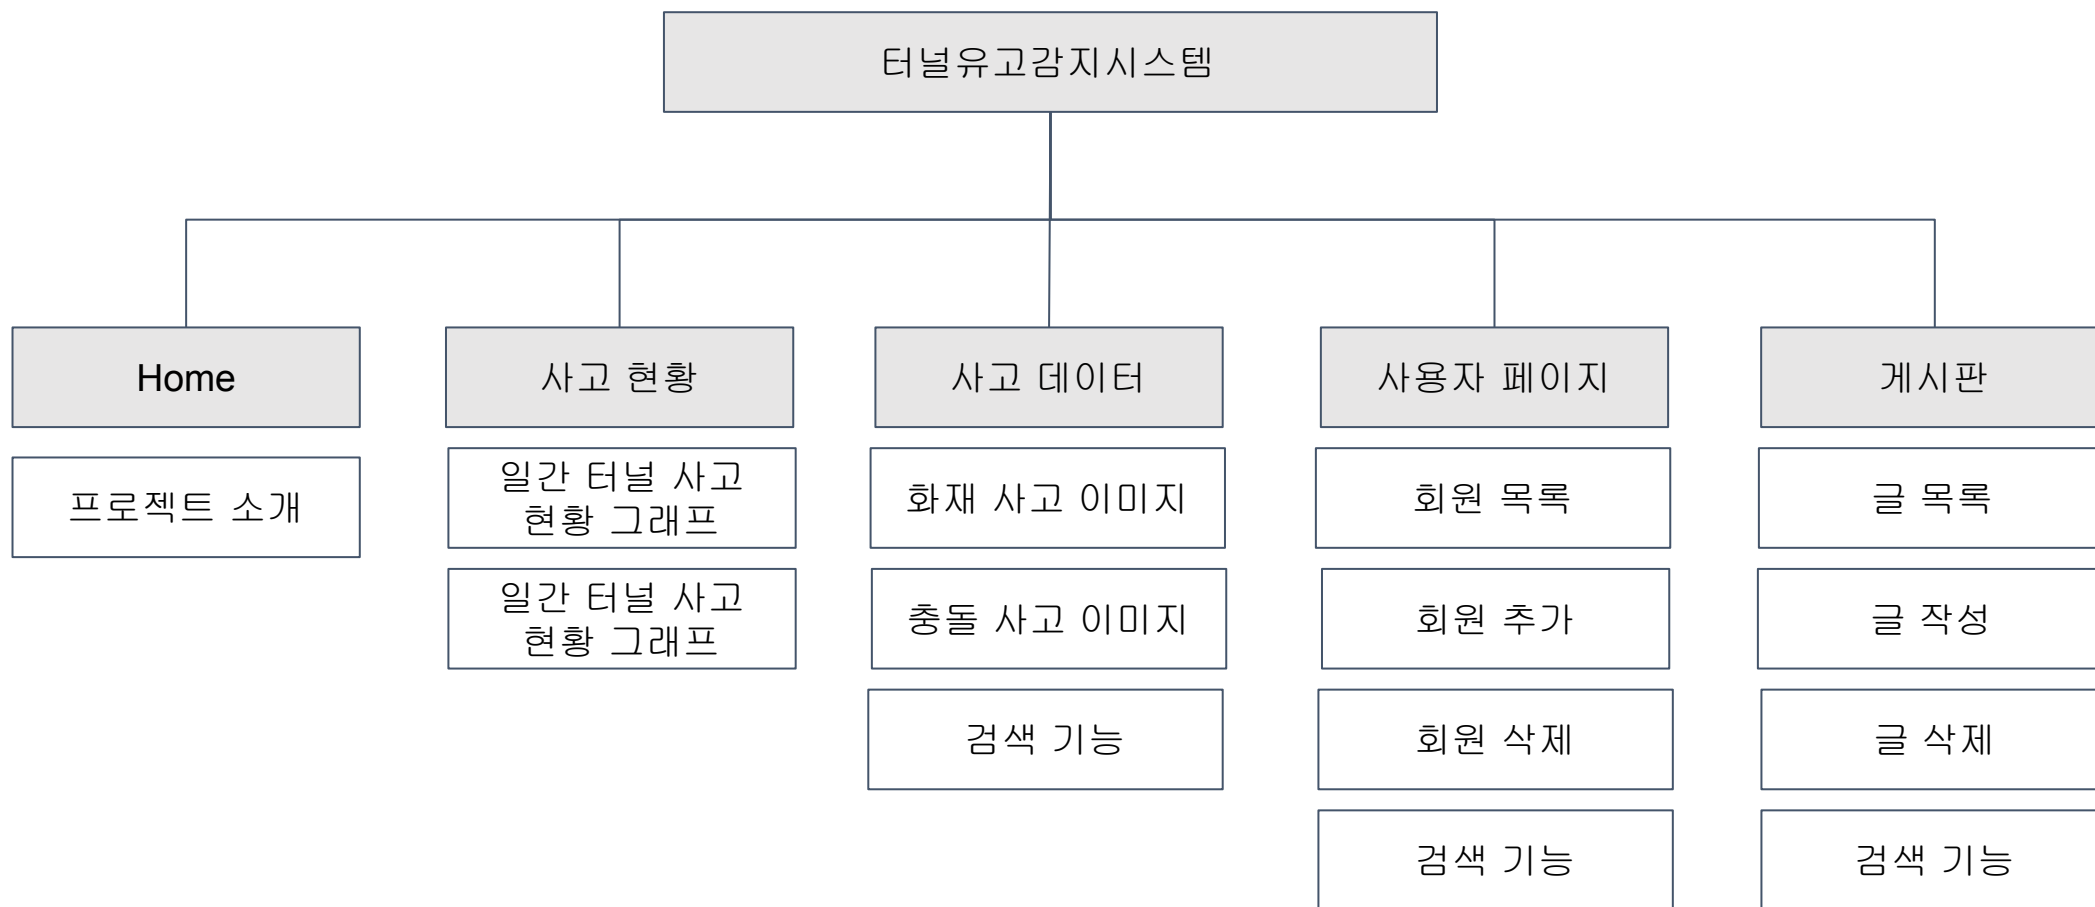 터널유고감지시스템
Home
사고 현황
사고 데이터
사용자 페이지
게시판
프로젝트 소개
일간 터널 사고
현황 그래프
일간 터널 사고
현황 그래프
화재 사고 이미지
충돌 사고 이미지
검색 기능
회원 목록
회원 추가
회원 삭제
검색 기능
글 목록
글 작성
글 삭제
검색 기능